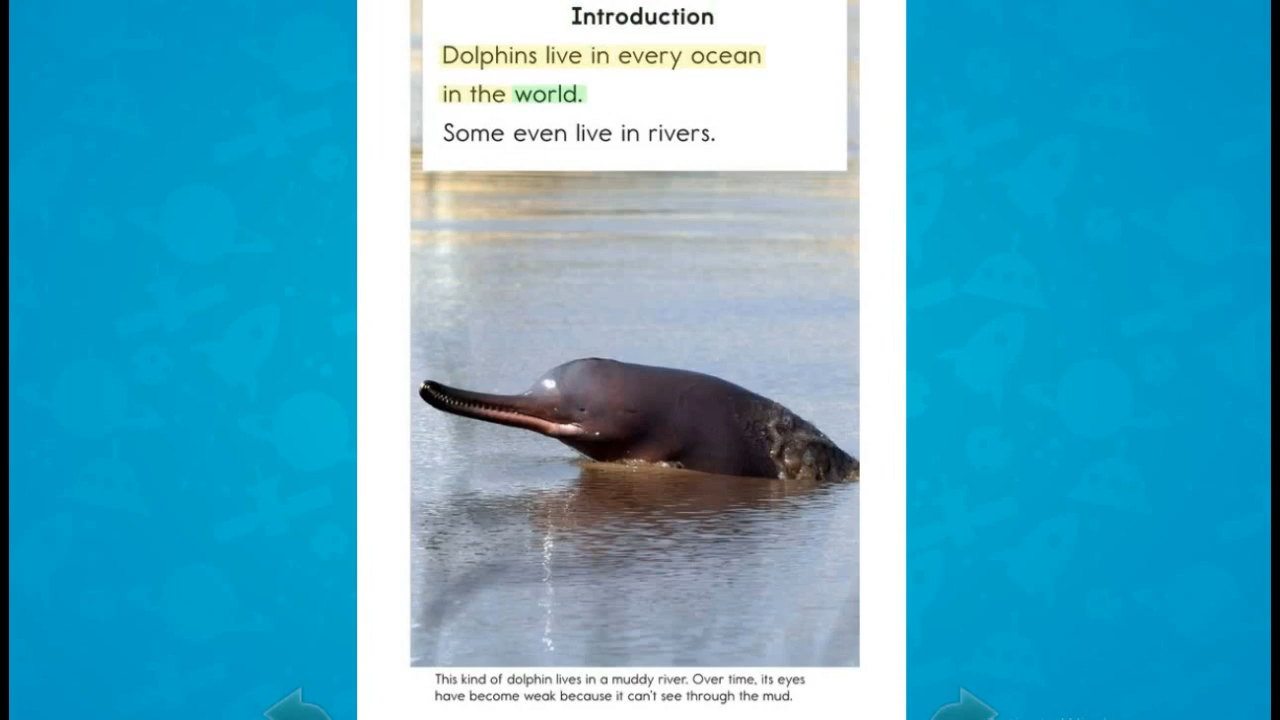 Introduction
Dolphins live in every ocean
in the world.
Some even live in rivers.
This kind of dolphin lives in a muddy river. Over time, its eyes
have become weak because it can't see through the mud.